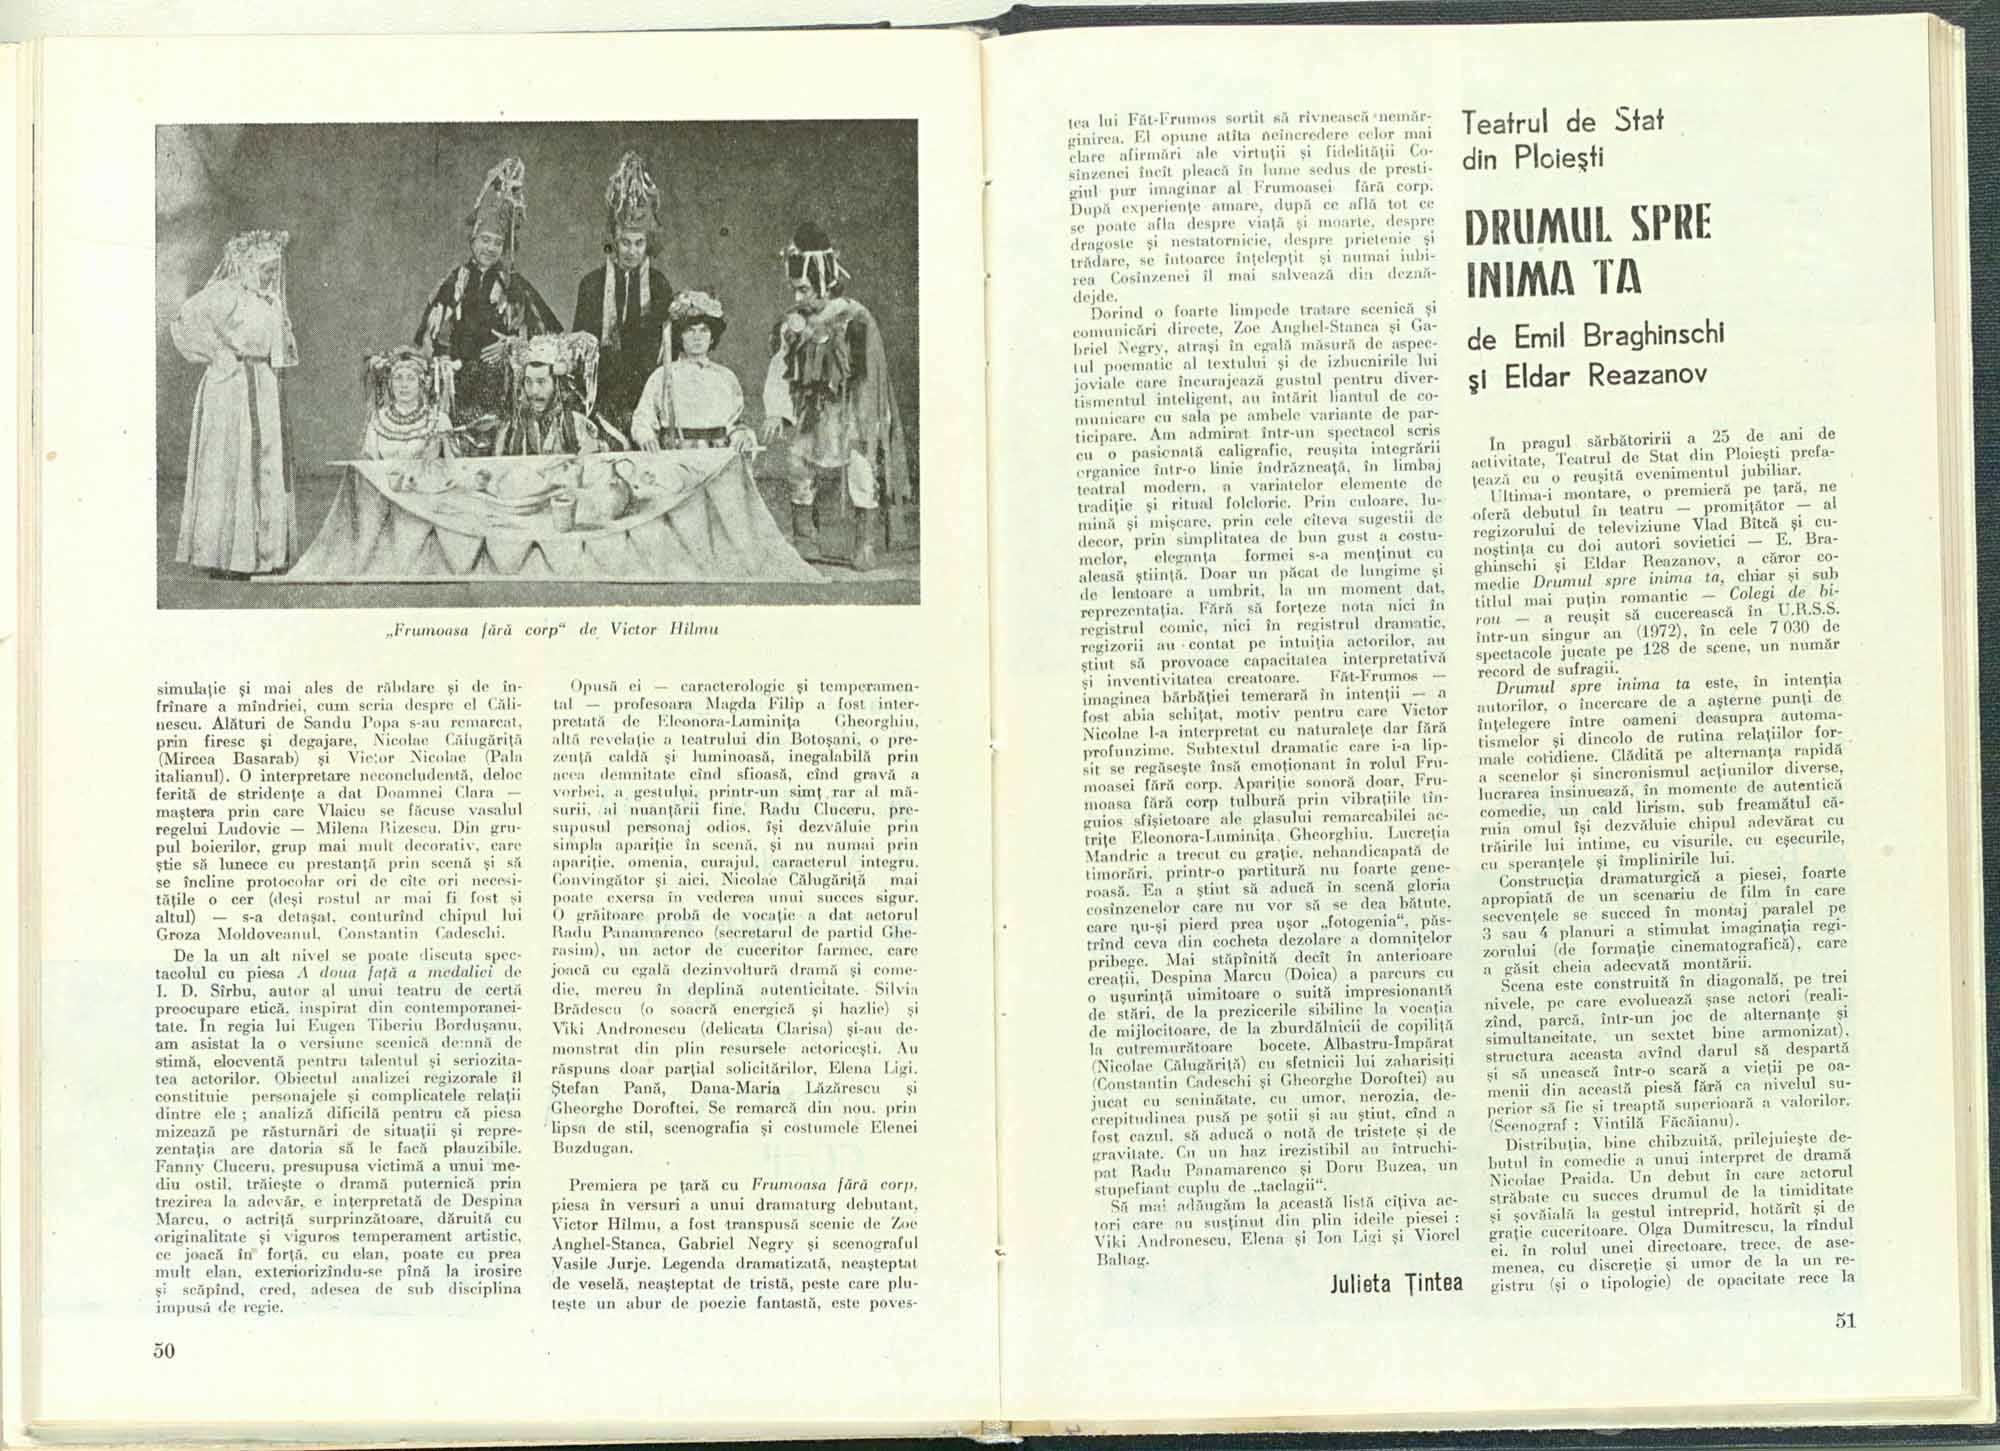 „Frumoasa fără corp“ de Victor Hilmu
simulație și mai ales de răbdare și de în-
frînare a mîndriei, cum scria despre el Căli-
nescu. Alături de Sandu Popa s-au remarcat,
prin firesc și degajare, Nicolae Călugăriță
(Mircea Basarab) și Victor Nicolae (Pala
italianul). O interpretare neconcludentă, deloc
ferită de stridențe a dat Doamnei Clara —
maștera prin care Vlaicu se făcuse vasalul
regelui Ludovic — Milena Rizescu. Din gru-
pul boierilor, grup mai mult decorativ, care
știe să lunece cu prestanță prin scenă și să
se încline protocolar ori de cîte ori necesi-
tățile o cer (deși rostul ar mai fi fost și
altul) — s-a detașat, conturînd chipul lui
Groza Moldoveanul, Constantin Cadeschi.
De la un alt nivel se poate discuta spec-
tacolul cu piesa A doua față a medaliei de
I. D. Sîrbu, autor al unui teatru de certă
preocupare etică, inspirat din contemporanei-
tate. In regia lui Eugen Tiberiu Bordușanu,
am asistat la o versiune scenică demnă de
stimă, elocventă pentru talentul și seriozita-
tea actorilor. Obiectul analizei regizorale îl
constituie personajele și complicatele relații
dintre ele ; analiză dificilă pentru că piesa
mizează pe răsturnări de situații și repre-
zentația are datoria să le facă plauzibile.
Fanny Cluceru, presupusa victimă a unui me-
diu ostil, trăiește o dramă puternică prin
trezirea la adevăr, e interpretată de Despina
Marcu, o actriță surprinzătoare, dăruită cu
originalitate și viguros temperament artistic,
ce joacă în forță, cu elan, poate cu prea
mult elan, exteriorizîndu-se pînă la irosire
și scăpînd, cred, adesea de sub disciplina
impusă de regie.
50
Opusă ei — caracterologic și temperamen-
tal — profesoara Magda Filip a fost inter-
pretată de Eleonora-Luminița Gheorghiu,
altă revelație a teatrului din Botoșani, o pre-
zență caldă și luminoasă, inegalabilă prin
acea demnitate cînd sfioasă, cînd gravă a
vorbei, a gestului, printr-un simț rar al mă-
surii, al nuanțării fine. Radu Cluceru, pre-
supusul personaj odios, își dezvăluie prin
simpla apariție în scenă, și nu numai prin
apariție, omenia, curajul, caracterul integru.
Convingător și aici, Nicolae Călugăriță mai
poate exersa în vederea unui succes sigur.
O grăitoare probă de vocație a dat actorul
Radu Panamarenco (secretarul de partid Ghe-
rasim), un actor de cuceritor farmec, care
joacă cu egală dezinvoltură dramă și come-
die, mereu în deplină autenticitate. Silvia
Brădescu (o soacră energică și hazlie) și
Viki Andronescu (delicata Clarisa) și-au de-
monstrat din plin resursele actoricești. Au
răspuns doar parțial solicitărilor, Elena Ligi,
Ștefan Pană, Dana-Maria Lăzărescu și
Gheorghe Doroftei. Se remarcă din nou, prin
lipsa de stil, scenografia și costumele Elenei
Buzdugan.
Premiera pe țară cu Frumoasa fără corp,
piesa în versuri a unui dramaturg debutant,
Victor Hilmu, a fost transpusă scenic de Zoe
Anghel-Stanca, Gabriel Negry și scenograful
Vasile Jurje. Legenda dramatizată, neașteptat
de veselă, neașteptat de tristă, peste care plu-
tește un abur de poezie fantastă, este poves-
tea lui Făt-Frumos sortit să rîvnească nemăr-
ginirea. El opune atîta neîncredere celor mai
clare afirmări ale virtuții și fidelității Co-
sînzenei încît pleacă în lume sedus de presti-
giul pur imaginar al Frumoasei fără corp.
După experiențe amare, după ce află tot ce
se poate afla despre viață și moarte, despre
dragoste și nestatornicie, despre prietenie și
trădare, se întoarce înțelepțit și numai iubi-
rea Cosînzenei îl mai salvează din deznă-
dejde.
Dorind o foarte limpede tratare scenică și
comunicări directe, Zoe Anghel-Stanca și Ga-
briel Negry, atrași în egală măsură de aspec-
tul poematic al textului și de izbucnirile lui
joviale care încurajează gustul pentru diver-
tismentul inteligent, au întărit liantul de co-
municare cu sala pe ambele variante de par-
ticipare. Am admirat într-un spectacol scris
cu o pasionată caligrafie, reușita integrării
organice într-o linie îndrăzneață, în limbaj
teatral modern, a variatelor elemente de
tradiție și ritual folcloric. Prin culoare, lu-
mină și mișcare, prin cele cîteva sugestii de
decor, prin simplitatea de bun gust a costu-
melor, eleganța formei s-a menținut cu
aleasă știință. Doar un păcat de lungime și
de lentoare a umbrit, la un moment dat,
reprezentația. Fără să forțeze nota nici în
registrul comic, nici în registrul dramatic,
regizorii au contat pe intuiția actorilor, au
știut să provoace capacitatea interpretativă
și inventivitatea creatoare. Făt-Frumos —
imaginea bărbăției temerară în intenții — a
fost abia schițat, motiv pentru care Victor
Nicolae l-a interpretat cu naturalețe dar fără
profunzime. Subtextul dramatic care i-a lip-
sit se regăsește însă emoționant în rolul Fru-
moasei fără corp. Apariție sonoră doar, Fru-
moasa fără corp tulbură prin vibrațiile lin-
guios sfîșietoare ale glasului remarcabilei ac-
trițe Eleonora-Luminița Gheorghiu. Lucreția
Mandric a trecut cu grație, nehandicapată de
timorări, printr-o partitură nu foarte gene-
roasă. Ea a știut să aducă în scenă gloria
cosînzenelor care nu vor să se dea bătute,
care nu-și pierd prea ușor „fotogenia“, păs-
trînd ceva din cocheta dezolare a domnițelor
pribege. Mai stăpînită decît în anterioare
creații, Despina Marcu (Doica) a parcurs cu
o ușurință uimitoare o suită impresionantă
de stări, de la prezicerile sibiline la vocația
de mijlocitoare, de la zburdălnicii de copiliță
la cutremurătoare bocete. Albastru-Împărat
(Nicolae Călugăriță) cu sfetnicii lui zaharisiți
(Constantin Cadeschi și Gheorghe Doroftei) au
jucat cu seninătate, cu umor, nerozia, de-
crepitudinea pusă pe șotii și au știut, cînd a
fost cazul, să aducă o notă de tristețe și de
gravitate. Cu un haz irezistibil au întruchi-
pat Radu Panamarenco și Doru Buzea, un
stupefiant cuplu de „taclagii“.
Să mai adăugăm la această listă cîțiva ac-
tori care au susținut din plin ideile piesei :
Viki Andronescu, Elena și Ion Ligi și Viorel
Baltag.
Julieta Țintea
Teatrul de Stat
din Ploiești
DRUMUL SPRE
INIMA TA
de Emil Braghinschi
și Eldar Reazanov
In pragul sărbătoririi a 25 de ani de
activitate, Teatrul de Stat din Ploiești prefa-
țează cu o reușită evenimentul jubiliar.
Ultima-i montare, o premieră pe țară, ne
oferă debutul în teatru — promițător — al
regizorului de televiziune Vlad Bîtcă și cu-
noștința cu doi autori sovietici — E. Bra-
ghinschi și Eldar Reazanov, a căror co-
medie Drumul spre inima ta, chiar și sub
titlul mai puțin romantic — Colegi de bi-
rou — a reușit să cucerească în U.R.S.S.
într-un singur an (1972), în cele 7 030 de
spectacole jucate pe 128 de scene, un număr
record de sufragii.
Drumul spre inima ta este, în intenția
autorilor, o încercare de a așterne punți de
înțelegere între oameni deasupra automa-
tismelor și dincolo de rutina relațiilor for-
male cotidiene. Clădită pe alternanța rapidă
a scenelor și sincronismul acțiunilor diverse,
lucrarea insinuează, în momente de autentică
comedie, un cald lirism, sub freamătul că-
ruia omul își dezvăluie chipul adevărat cu
trăirile lui intime, cu visurile, cu eșecurile,
cu speranțele și împlinirile lui.
Construcția dramaturgică a piesei, foarte
apropiată de un scenariu de film în care
secvențele se succed în montaj paralel pe
3 sau 4 planuri a stimulat imaginația regi-
zorului (de formație cinematografică), care
a găsit cheia adecvată montării.
Scena este construită în diagonală, pe trei
nivele, pe care evoluează șase actori (reali-
zînd, parcă, într-un joc de alternanțe și
simultaneitate, un sextet bine armonizat),
structura aceasta avînd darul să despartă
și să unească într-o scară a vieții pe oa-
menii din această piesă fără ca nivelul su-
perior să fie și treaptă superioară a valorilor.
(Scenograf : Vintilă Făcăianu).
Distribuția, bine chibzuită, prilejuiește de-
butul în comedie a unui interpret de dramă
Nicolae Praida. Un debut în care actorul
străbate cu succes drumul de la timiditate
și șovăială la gestul intreprid, hotărît și de
grație cuceritoare. Olga Dumitrescu, la rîndul
ei, în rolul unei directoare, trece, de ase-
menea, cu discreție și umor de la un re-
gistru (și o tipologie) de opacitate rece la
51